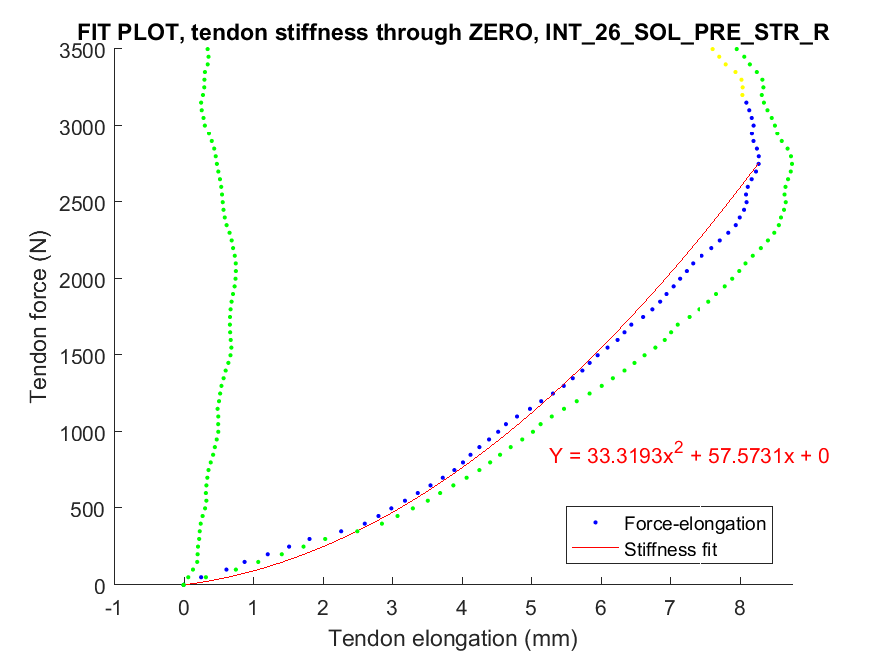 FIT PLOT, tendon stiffness through ZERO, INT_26_SOL_PRE_STR_R
3500
3000
2500
2000
1500
1000
500
0
Tendon force (N)
Y = 33.3193x² + 57.5731x + 0
Force-elongation
Stiffness fit
-1 0 1 2 3 4 5 6 7 8
Tendon elongation (mm)